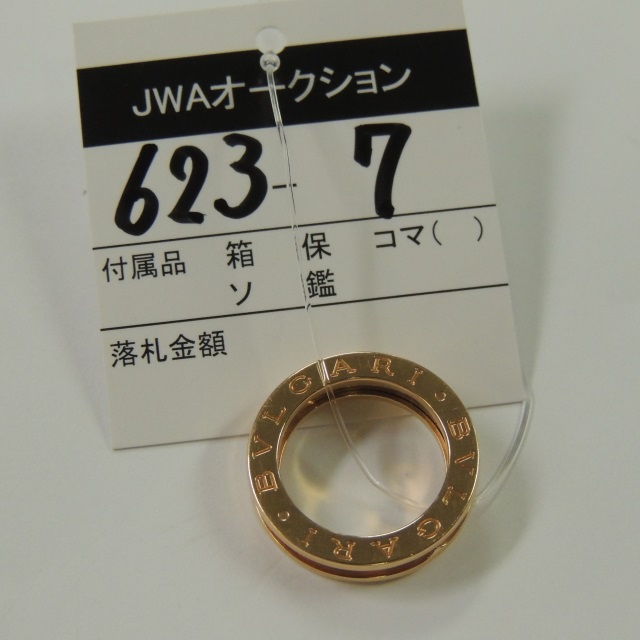 JWAオークション
623-7
付属品 箱 保 コマ( )
ソ 鑑
落札金額
BVLGARI・BVLGARI・